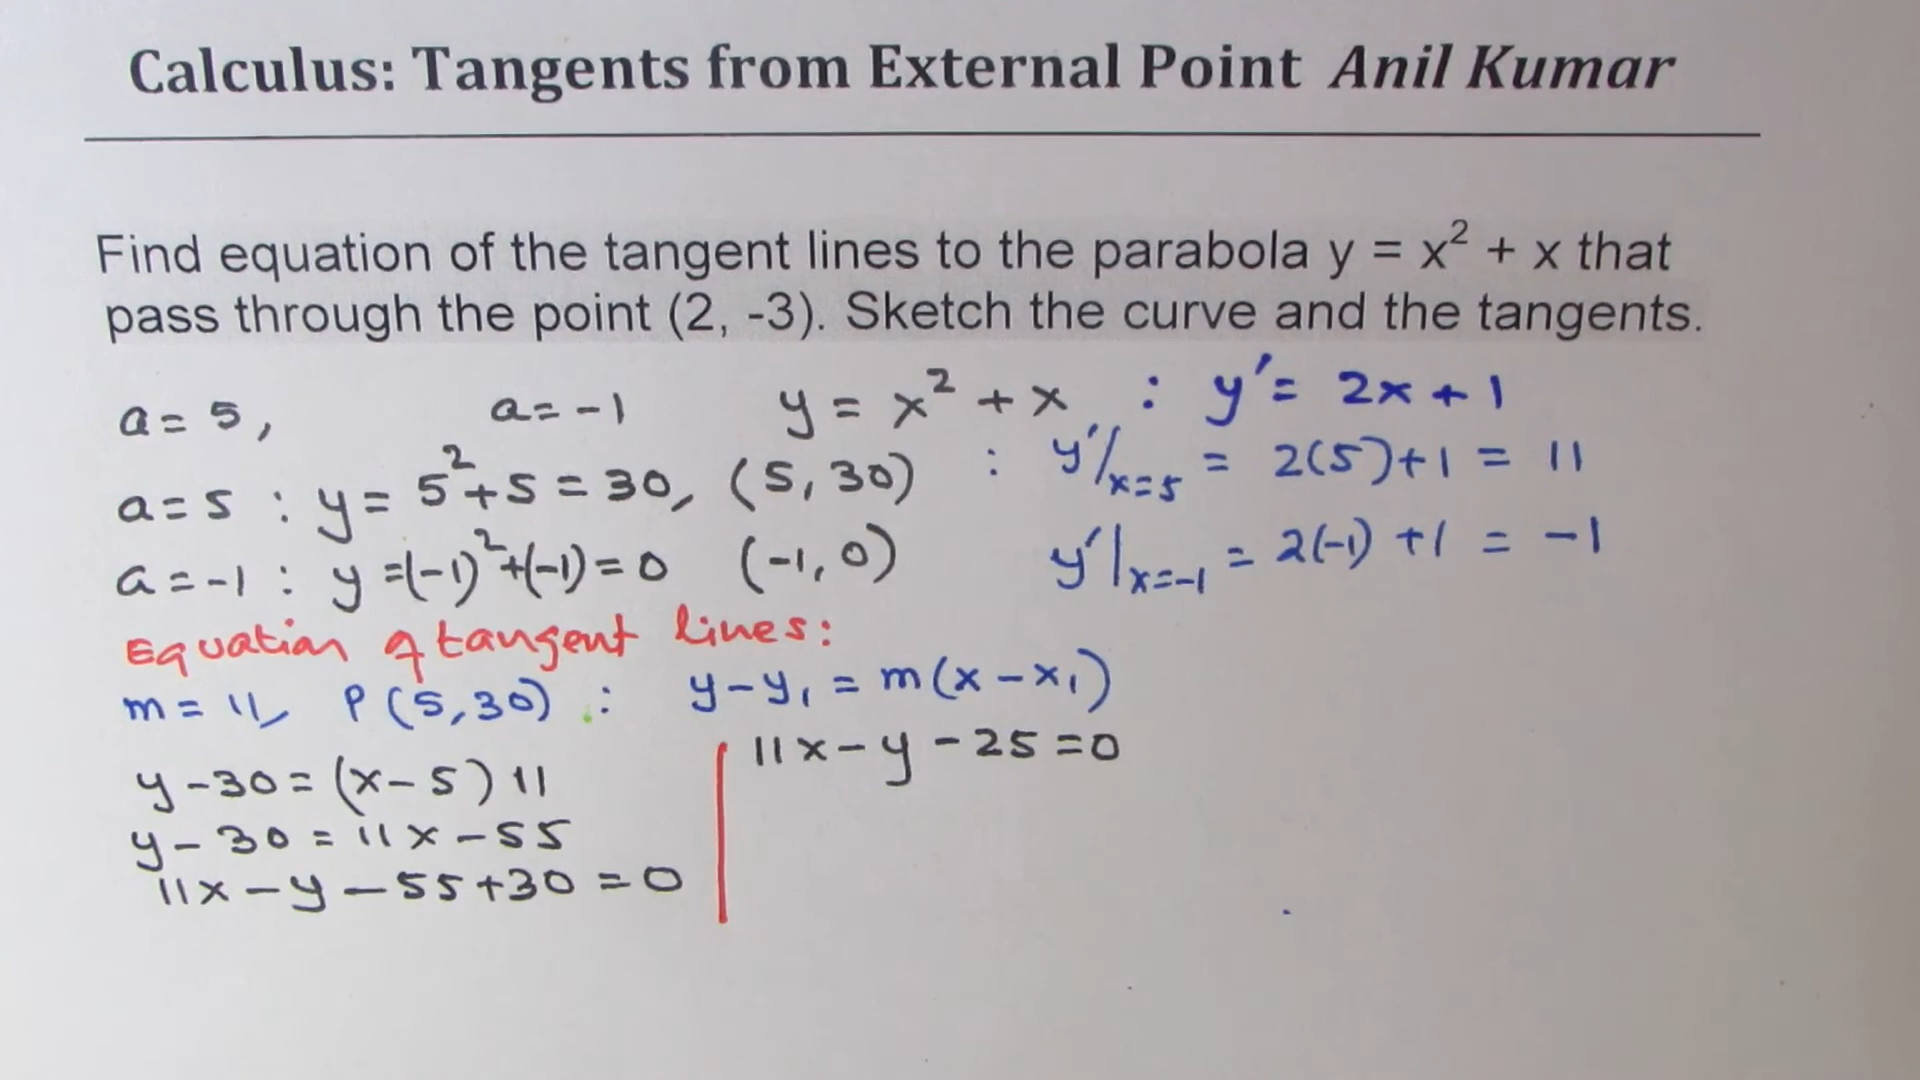 Calculus: Tangents from External Point Anil Kumar
Find equation of the tangent lines to the parabola y = x² + x that
pass through the point (2, -3). Sketch the curve and the tangents.
a = 5, a = -1 y = x² + x : y' = 2x + 1
a = 5 : y = 5² + 5 = 30, (5, 30) : y'/x=5 = 2(5)+1 = 11
a = -1 : y = (-1)² + (-1) = 0 (-1, 0) y'|x=-1 = 2(-1) + 1 = -1
Equation of tangent lines:
m = 11, P (5, 30) : y - y₁ = m (x - x₁)
y - 30 = (x - 5) 11
y - 30 = 11x - 55
11x - y - 55 + 30 = 0
11x - y - 25 = 0